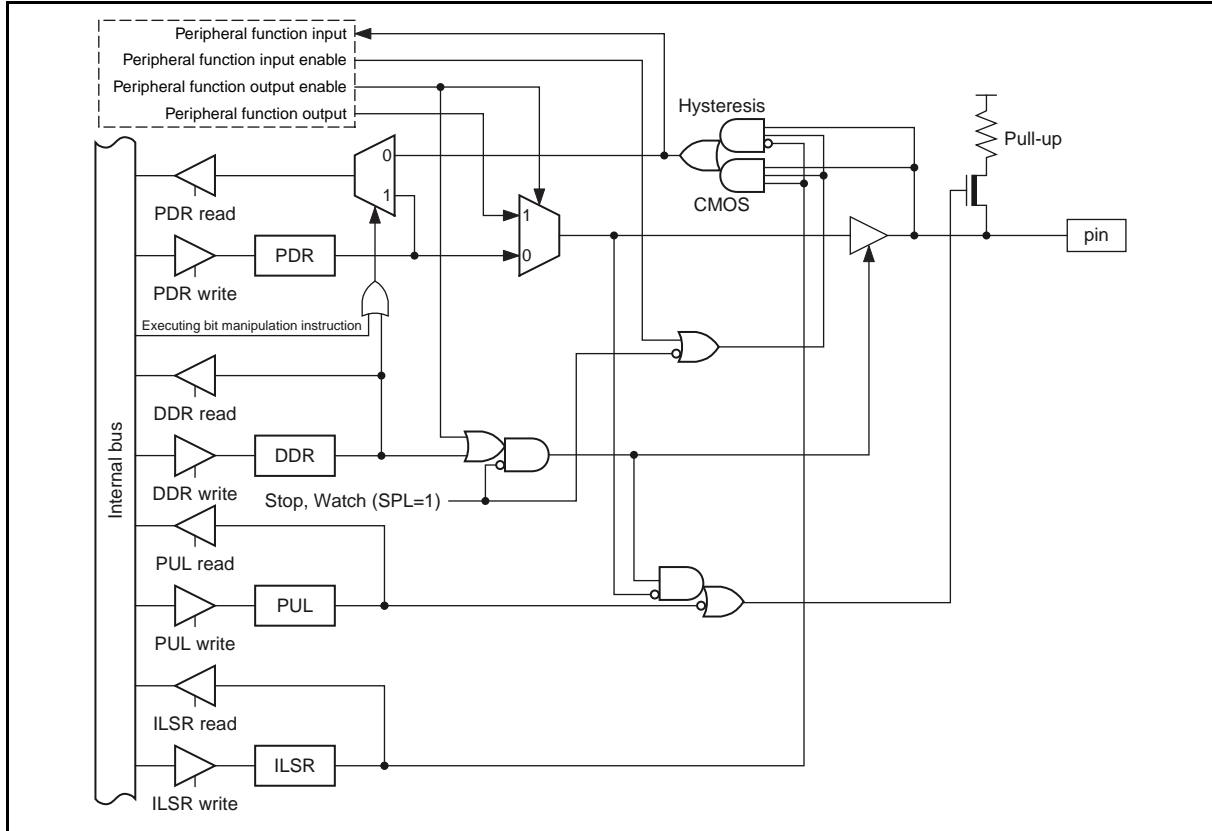 Peripheral function input
Peripheral function input enable
Peripheral function output enable
Peripheral function output
Hysteresis
Pull-up
0
1
CMOS
PDR read
1
pin
PDR
0
PDR write
Executing bit manipulation instruction
DDR read
DDR
DDR write
Stop, Watch (SPL=1)
Internal bus
PUL read
PUL
PUL write
ILSR read
ILSR
ILSR write